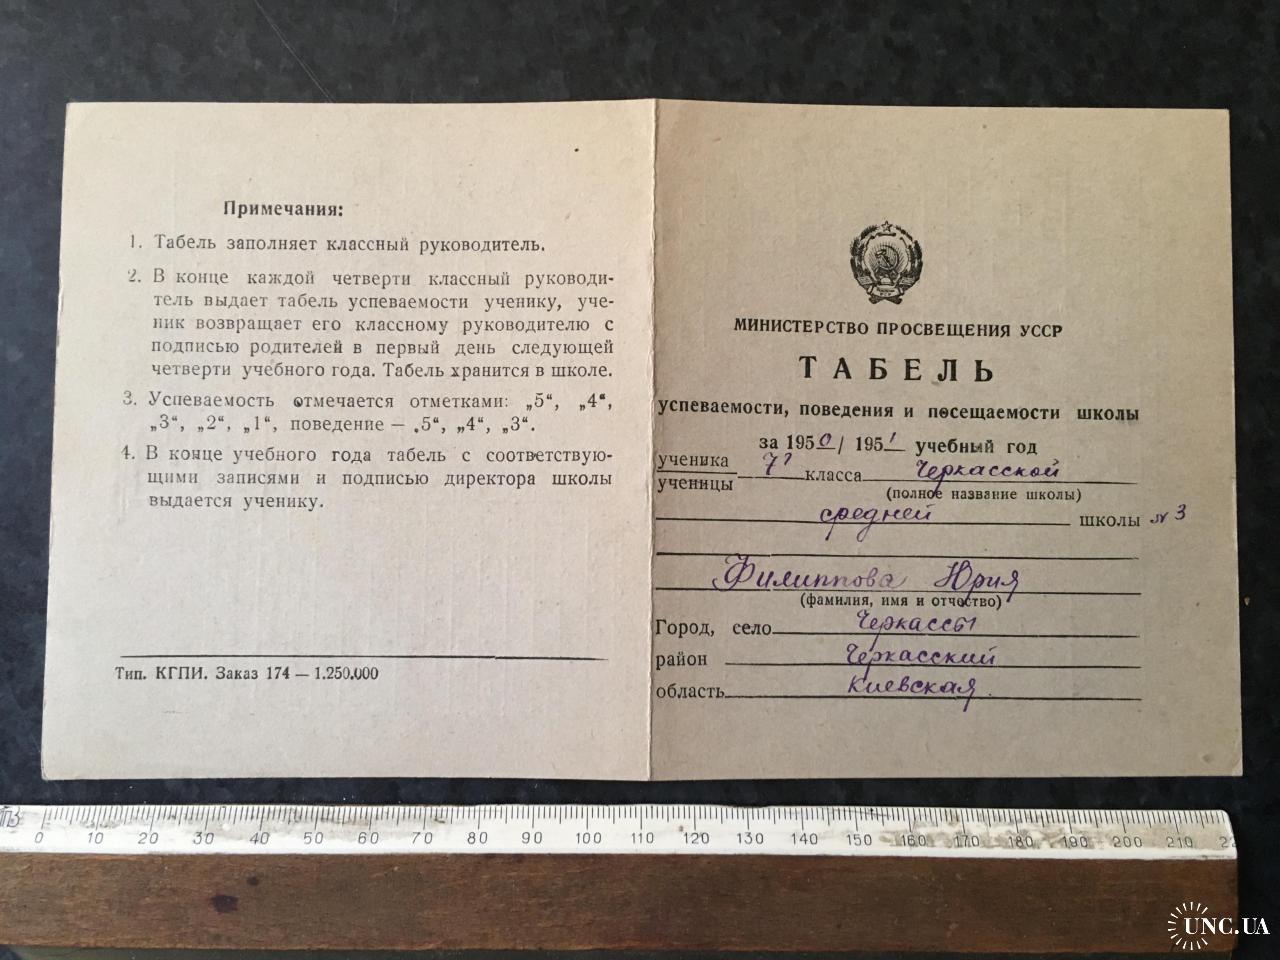 Примечания:
1. Табель заполняет классный руководитель.
2. В конце каждой четверти классный руководи-
тель выдает табель успеваемости ученику, уче-
ник возвращает его классному руководителю с
подписью родителей в первый день следующей
четверти учебного года. Табель хранится в школе.
3. Успеваемость отмечается отметками: „5“, „4“,
„3“, „2“, „1“, поведение — „5“, „4“, „3“.
4. В конце учебного года табель с соответствую-
щими записями и подписью директора школы
выдается ученику.
Тип. КГПИ. Заказ 174 — 1.250.000
МИНИСТЕРСТВО ПРОСВЕЩЕНИЯ УССР
ТАБЕЛЬ
успеваемости, поведения и посещаемости школы
за 1950/1951 учебный год
ученика
ученицы 7 класса Черкасской
(полное название школы)
средней школы № 3
Филиппова Юрия
(фамилия, имя и отчество)
Город, село Черкассы
район Черкасский
область Киевская
0 10 20 30 40 50 60 70 80 90 100 110 120 130 140 150 160 170 180 190 200 210
UNC.UA